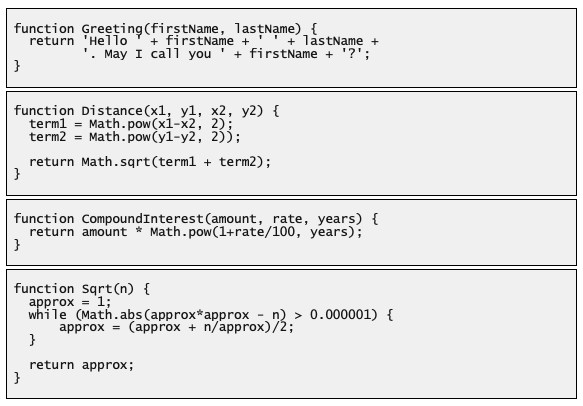 function Greeting(firstName, lastName) {
  return 'Hello ' + firstName + ' ' + lastName +
         '. May I call you ' + firstName + '?';
}
function Distance(x1, y1, x2, y2) {
  term1 = Math.pow(x1-x2, 2);
  term2 = Math.pow(y1-y2, 2));
  return Math.sqrt(term1 + term2);
}
function CompoundInterest(amount, rate, years) {
  return amount * Math.pow(1+rate/100, years);
}
function Sqrt(n) {
  approx = 1;
  while (Math.abs(approx*approx - n) > 0.000001) {
      approx = (approx + n/approx)/2;
  }
  return approx;
}